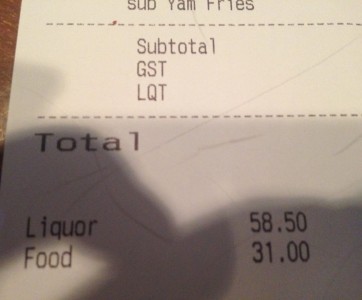 sub Yam Fries
Subtotal
GST
LQT
Total
Liquor 58.50
Food 31.00